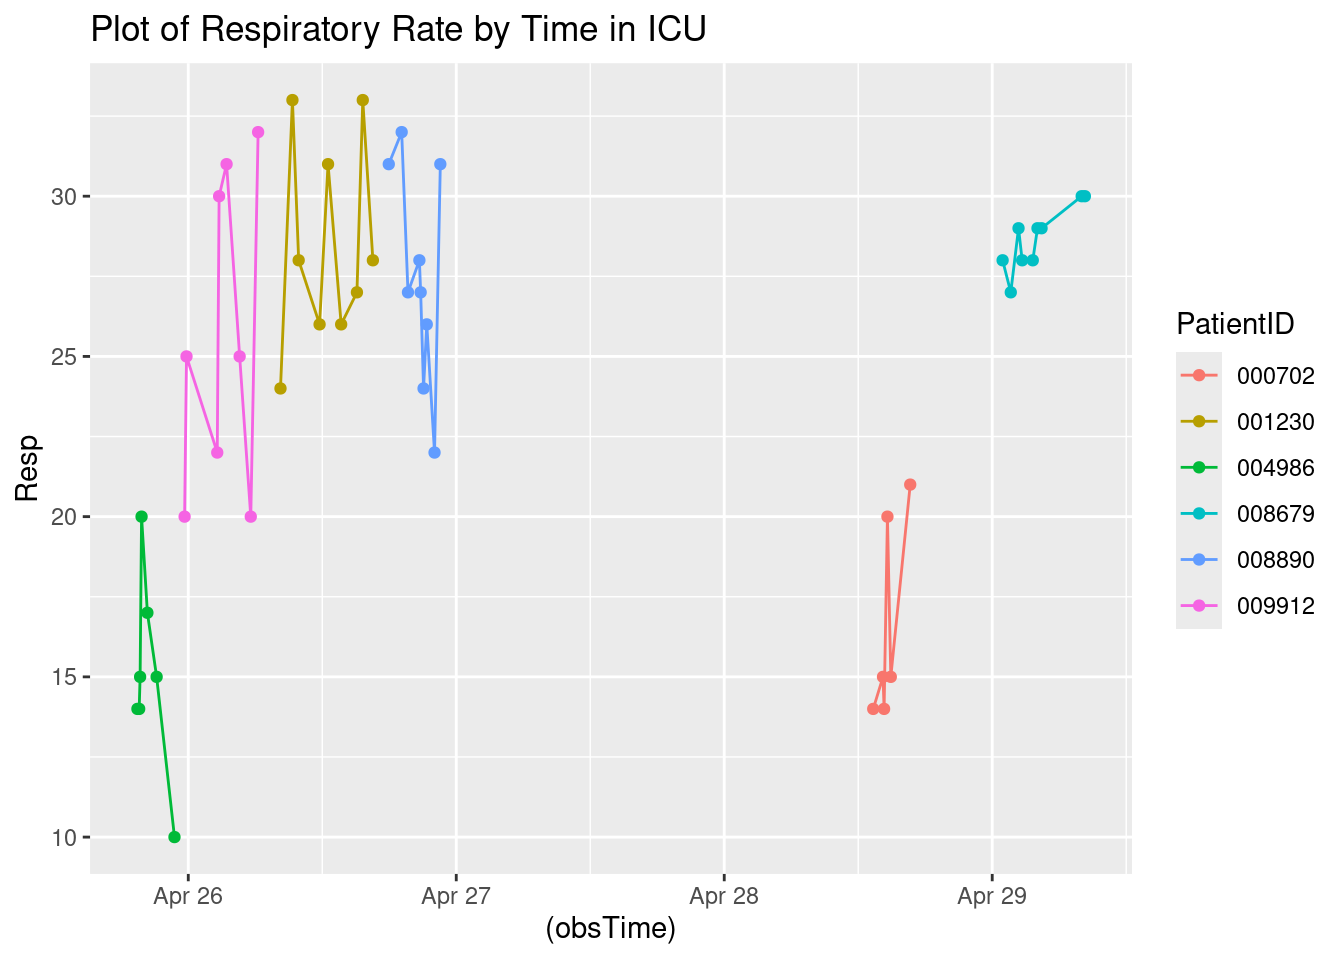 Plot of Respiratory Rate by Time in ICU
30
25
20
15
10
Resp
Apr 26
Apr 27
Apr 28
Apr 29
(obsTime)
PatientID
000702
001230
004986
008679
008890
009912